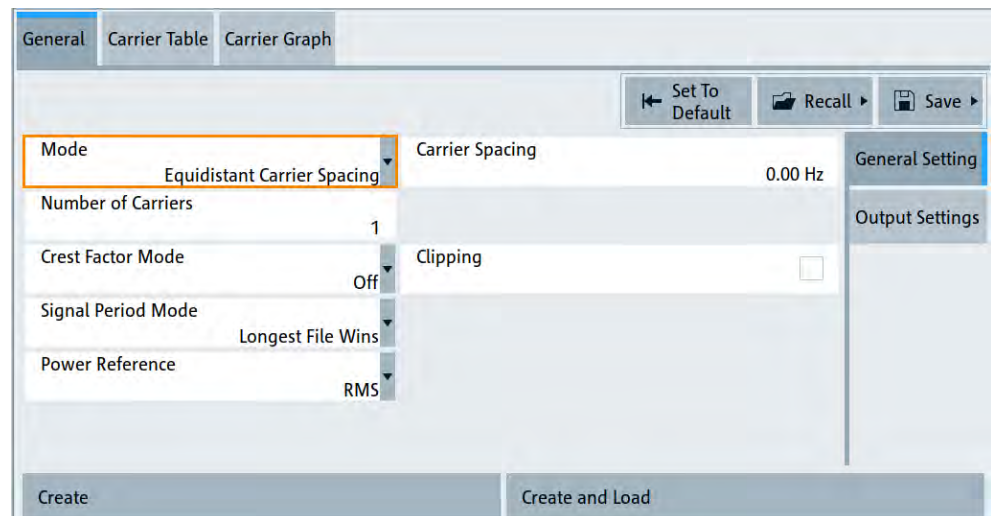 General Carrier Table Carrier Graph
Set To
Default
Recall
Save
Mode
Equidistant Carrier Spacing
Carrier Spacing
0.00 Hz
Number of Carriers
1
Crest Factor Mode
Off
Clipping
Signal Period Mode
Longest File Wins
Power Reference
RMS
General Setting
Output Settings
Create
Create and Load